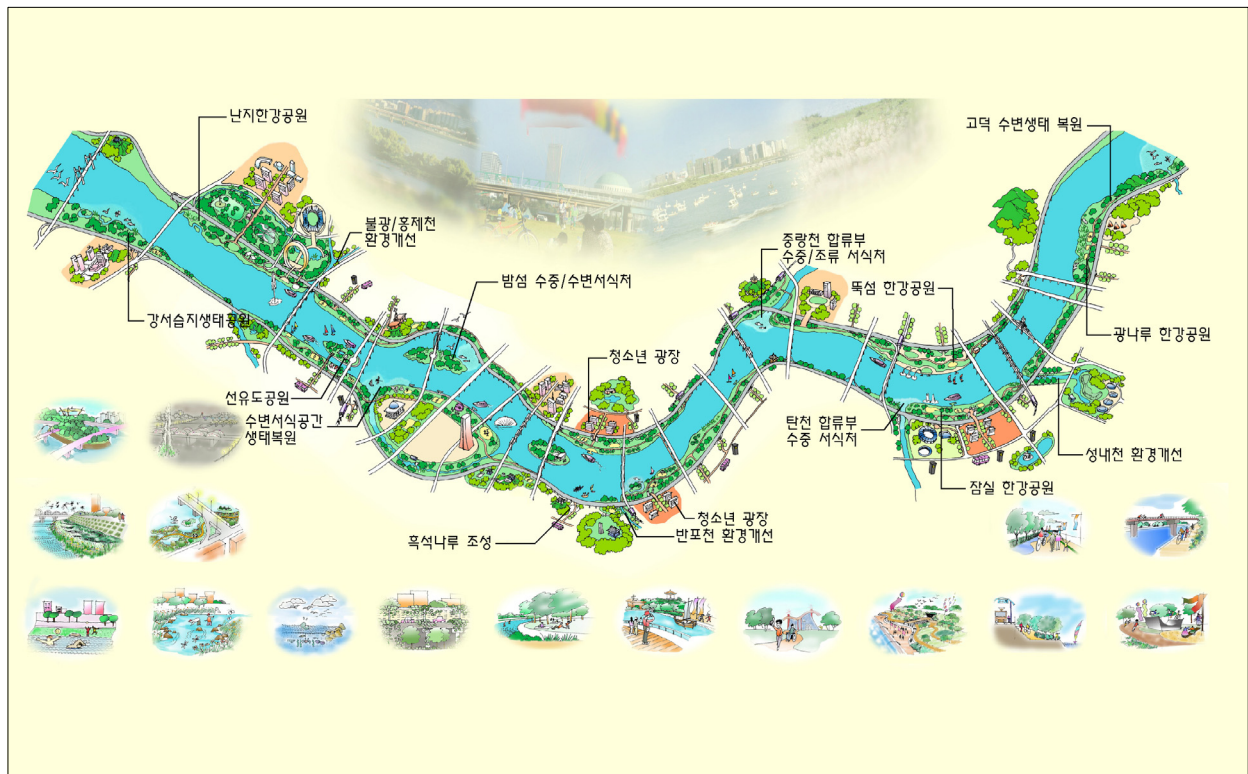 난지한강공원
고덕 수변생태 복원
불광/홍제천
환경개선
중랑천 합류부
수중/조류 서식처
밤섬 수중/수변서식처
뚝섬 한강공원
강서습지생태공원
광나루 한강공원
청소년 광장
선유도공원
수변서식공간
생태복원
탄천 합류부
수중 서식처
성내천 환경개선
잠실 한강공원
청소년 광장
흑석나루 조성
반포천 환경개선